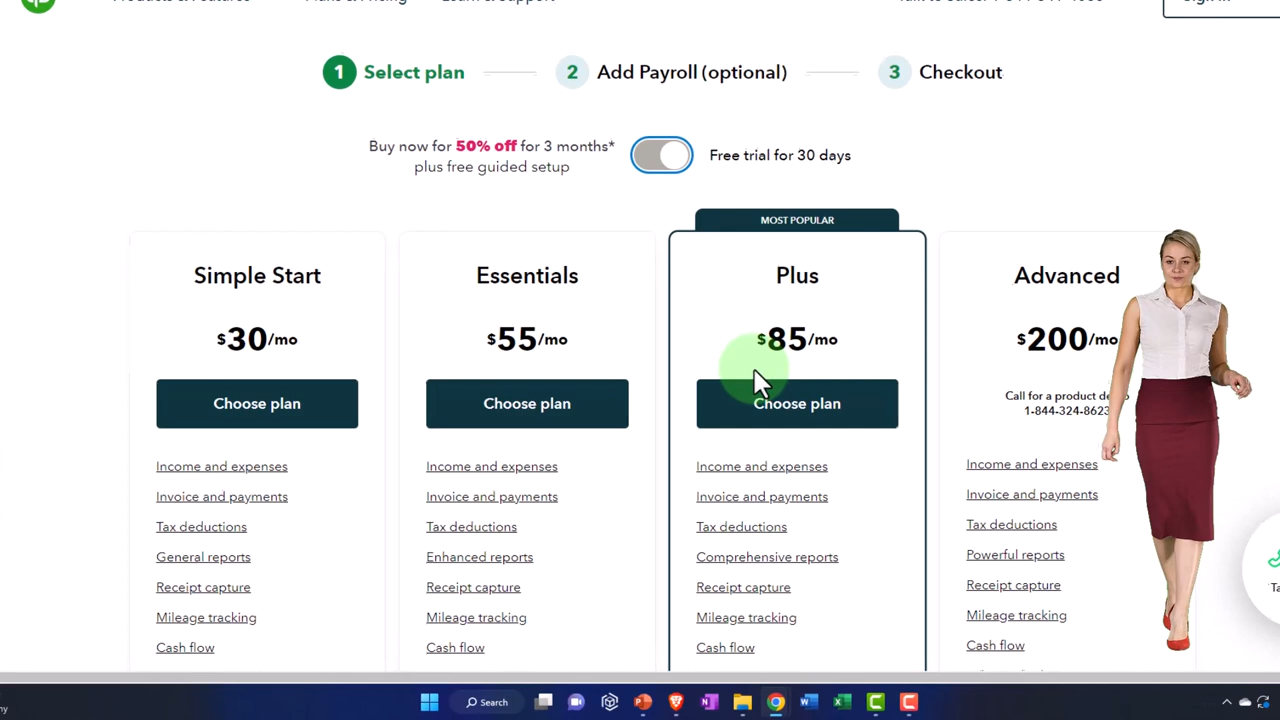 1 Select plan
2 Add Payroll (optional)
3 Checkout
Buy now for 50% off for 3 months*
plus free guided setup
Free trial for 30 days
MOST POPULAR
Simple Start
$30/mo
Choose plan
Income and expenses
Invoice and payments
Tax deductions
General reports
Receipt capture
Mileage tracking
Cash flow
Essentials
$55/mo
Choose plan
Income and expenses
Invoice and payments
Tax deductions
Enhanced reports
Receipt capture
Mileage tracking
Cash flow
Plus
$85/mo
Choose plan
Income and expenses
Invoice and payments
Tax deductions
Comprehensive reports
Receipt capture
Mileage tracking
Cash flow
Advanced
$200/mo
Call for a product
1-844-324-8623
Income and expenses
Invoice and payments
Tax deductions
Powerful reports
Receipt capture
Mileage tracking
Cash flow
Search